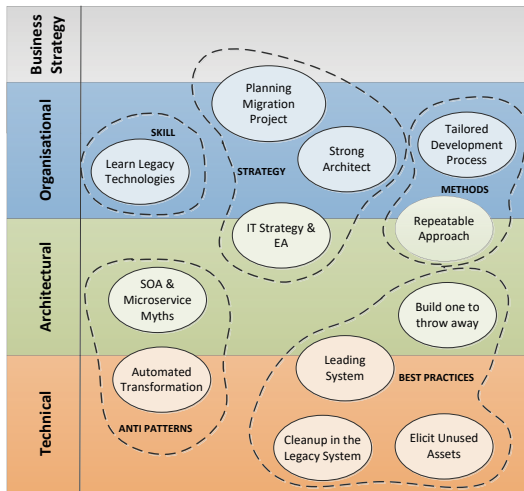 Business
Strategy
Planning
Migration
Project
Organisational
SKILL
Learn Legacy
Technologies
STRATEGY
Strong
Architect
Tailored
Development
Process
METHODS
Repeatable
Approach
IT Strategy &
EA
Architectural
SOA &
Microservice
Myths
Build one to
throw away
Technical
Automated
Transformation
ANTI PATTERNS
Leading
System
BEST PRACTICES
Cleanup in the
Legacy System
Elicit Unused
Assets